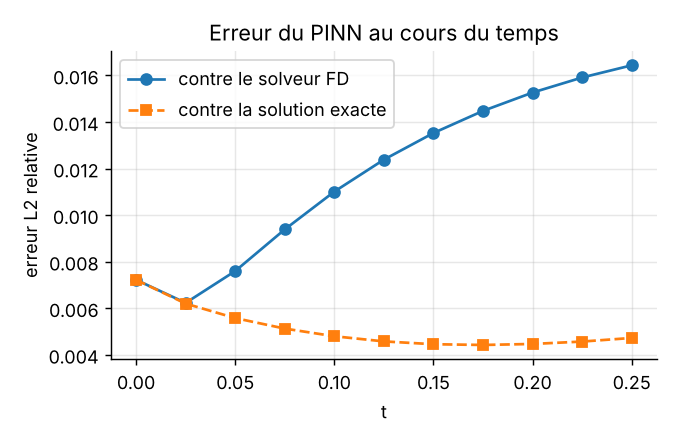 Erreur du PINN au cours du temps
contre le solveur FD
contre la solution exacte
erreur L2 relative
0.016
0.014
0.012
0.010
0.008
0.006
0.004
0.00 0.05 0.10 0.15 0.20 0.25
t